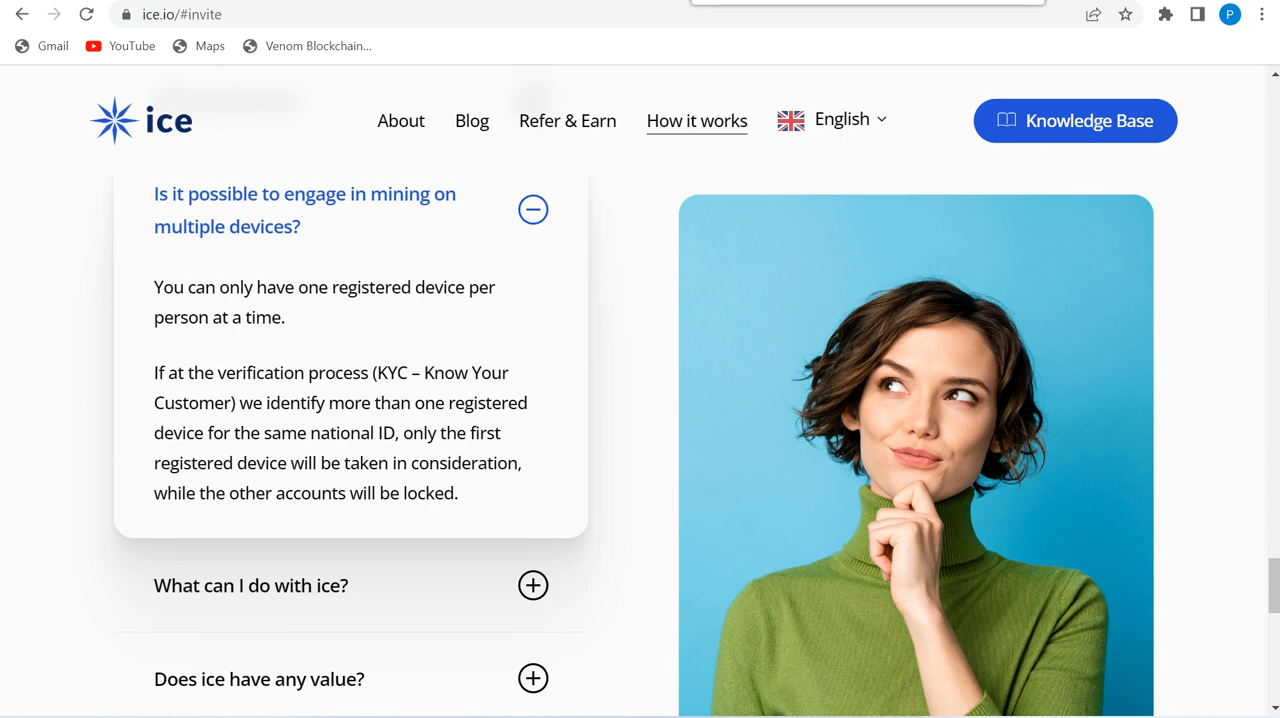 ice.io/#invite
P
Gmail
YouTube
Maps
Venom Blockchain...
ice
About
Blog
Refer & Earn
How it works
English
Knowledge Base
Is it possible to engage in mining on
multiple devices?
You can only have one registered device per
person at a time.
If at the verification process (KYC – Know Your
Customer) we identify more than one registered
device for the same national ID, only the first
registered device will be taken in consideration,
while the other accounts will be locked.
What can I do with ice?
Does ice have any value?